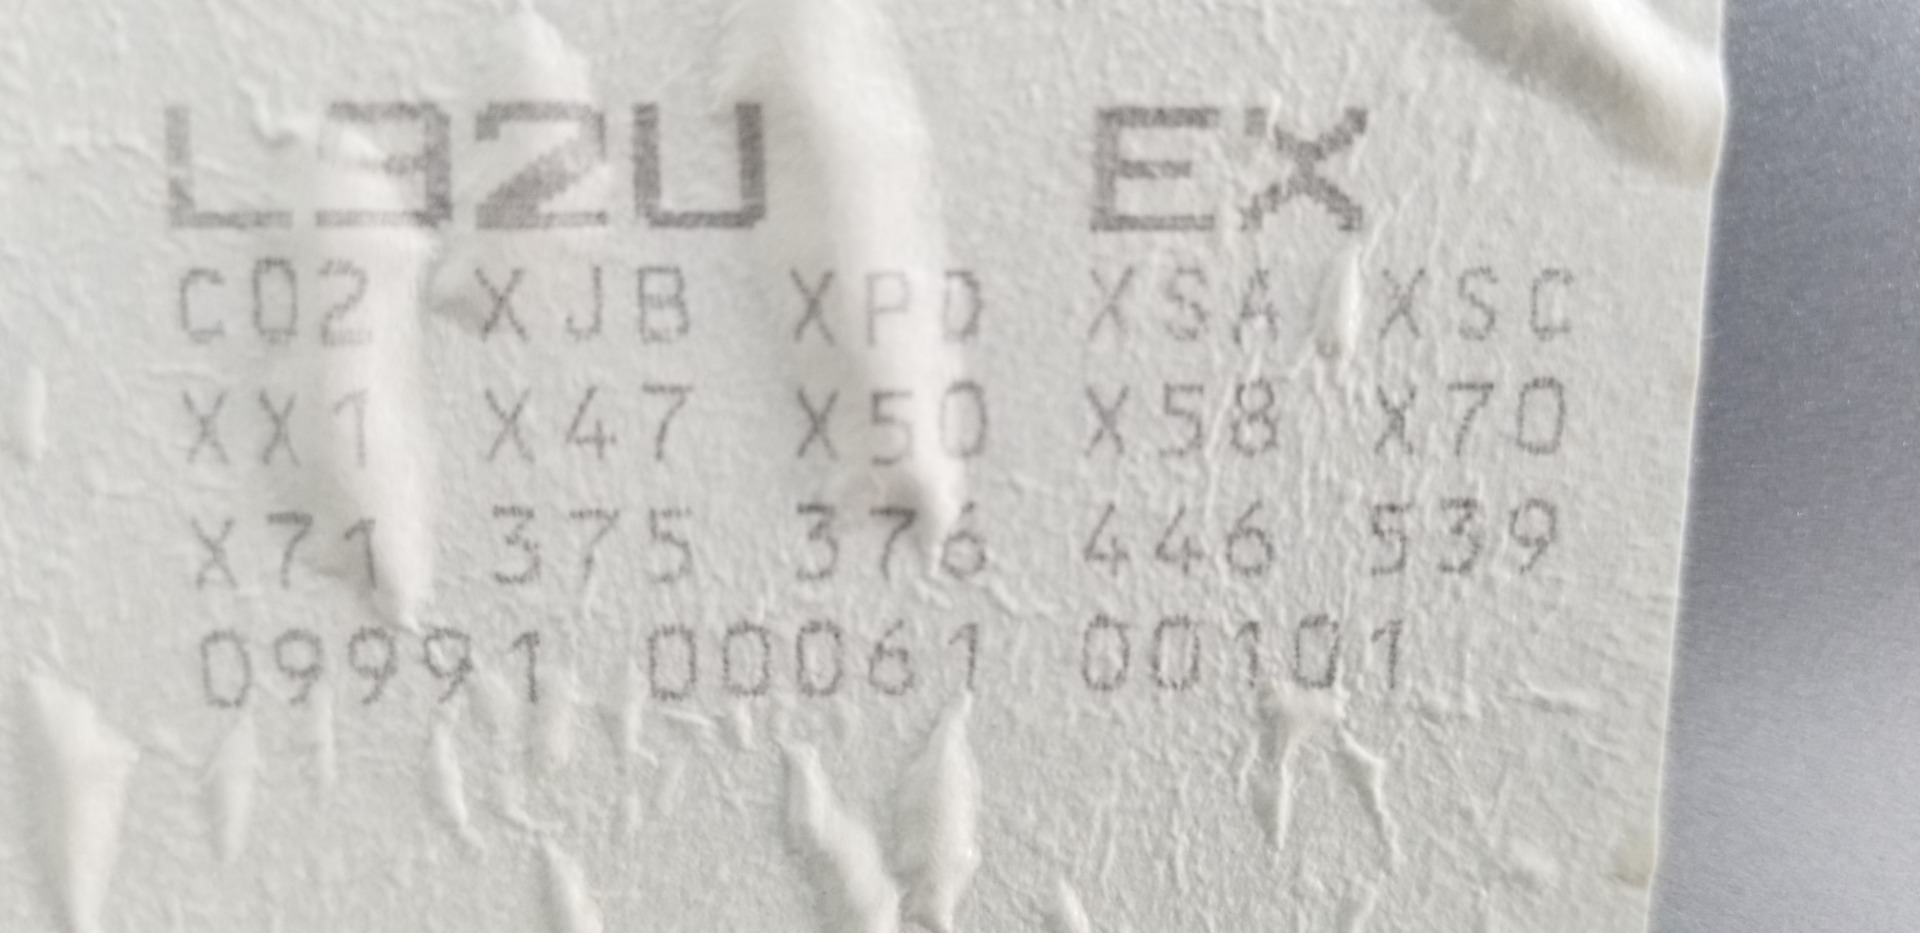 L32U EX
C02 XJB XPD XSA XSC
XX1 X47 X50 X58 X70
X71 375 376 446 539
09991 00061 00101